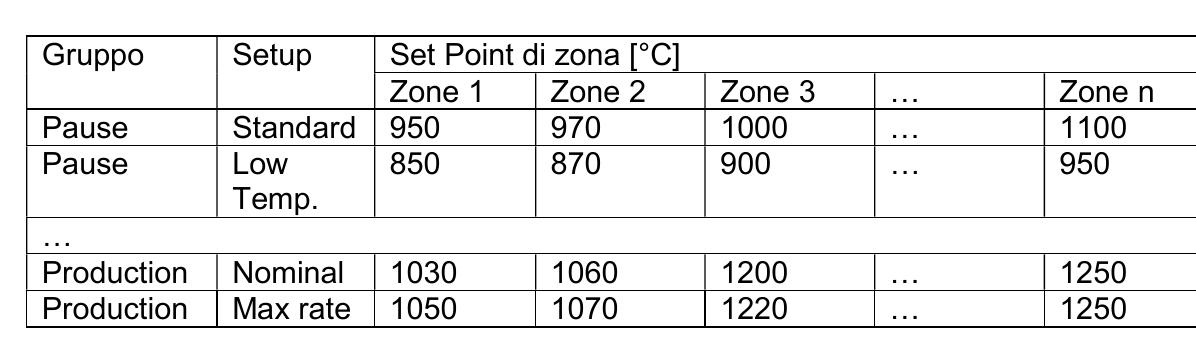 Gruppo Setup Set Point di zona [°C]
Zone 1 Zone 2 Zone 3 … Zone n
Pause Standard 950 970 1000 … 1100
Pause Low 850 870 900 … 950
Temp.
…
Production Nominal 1030 1060 1200 … 1250
Production Max rate 1050 1070 1220 … 1250